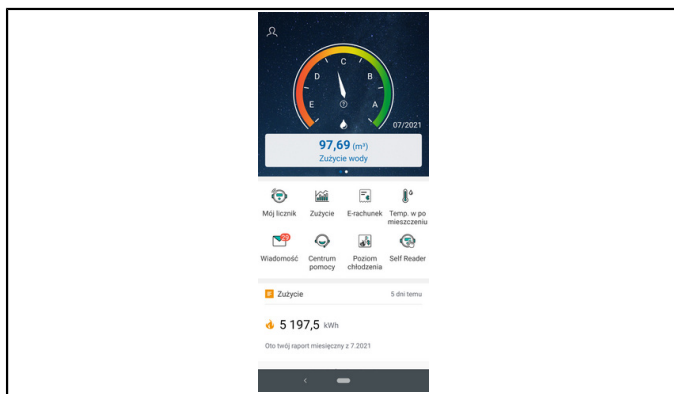 C
D
B
E
A
07/2021
97,69 (m³)
Zużycie wody
Mój licznik
Zużycie
E-rachunek
Temp. w po
mieszczeniu
20
Wiadomość
Centrum
pomocy
Poziom
chłodzenia
Self Reader
Zużycie
5 dni temu
5 197,5 kWh
Oto twój raport miesięczny z 7.2021